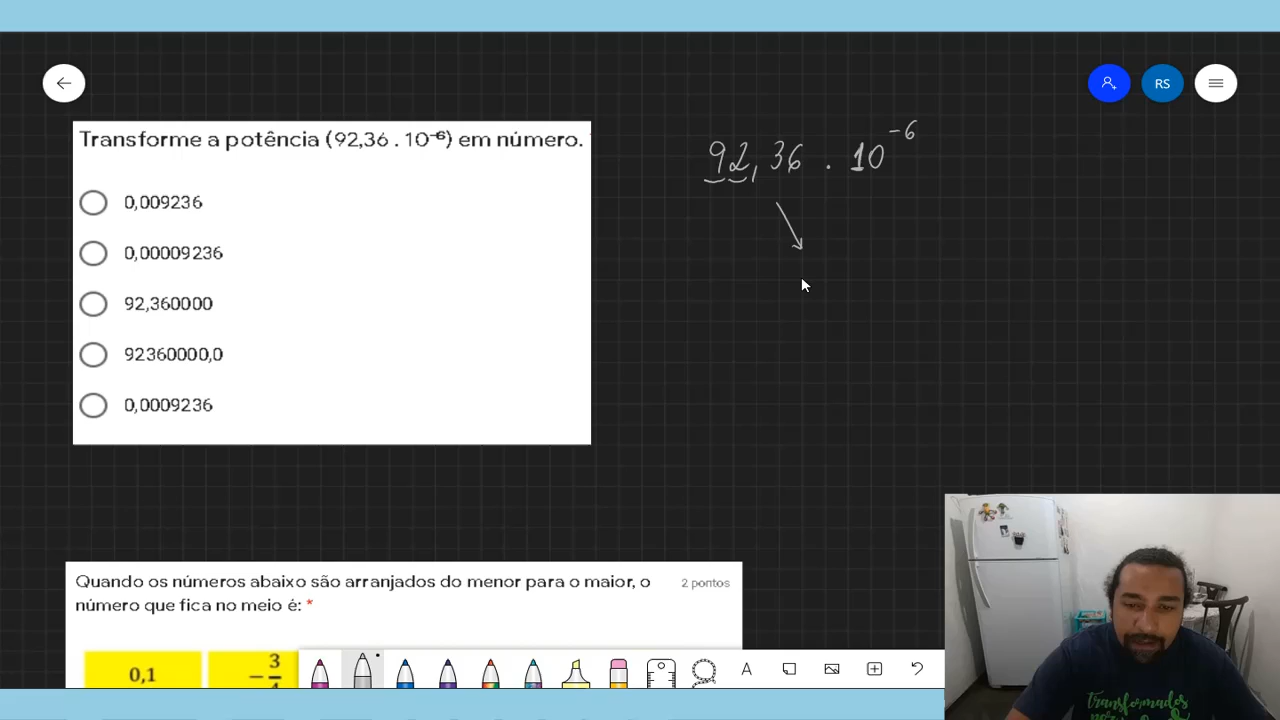 RS
Transforme a potência (92,36 . 10⁻⁶) em número.
92,36 . 10⁻⁶
0,009236
0,00009236
92,360000
92360000,0
0,0009236
Quando os números abaixo são arranjados do menor para o maior, o
2 pontos
número que fica no meio é: *
0,1
A
transformados